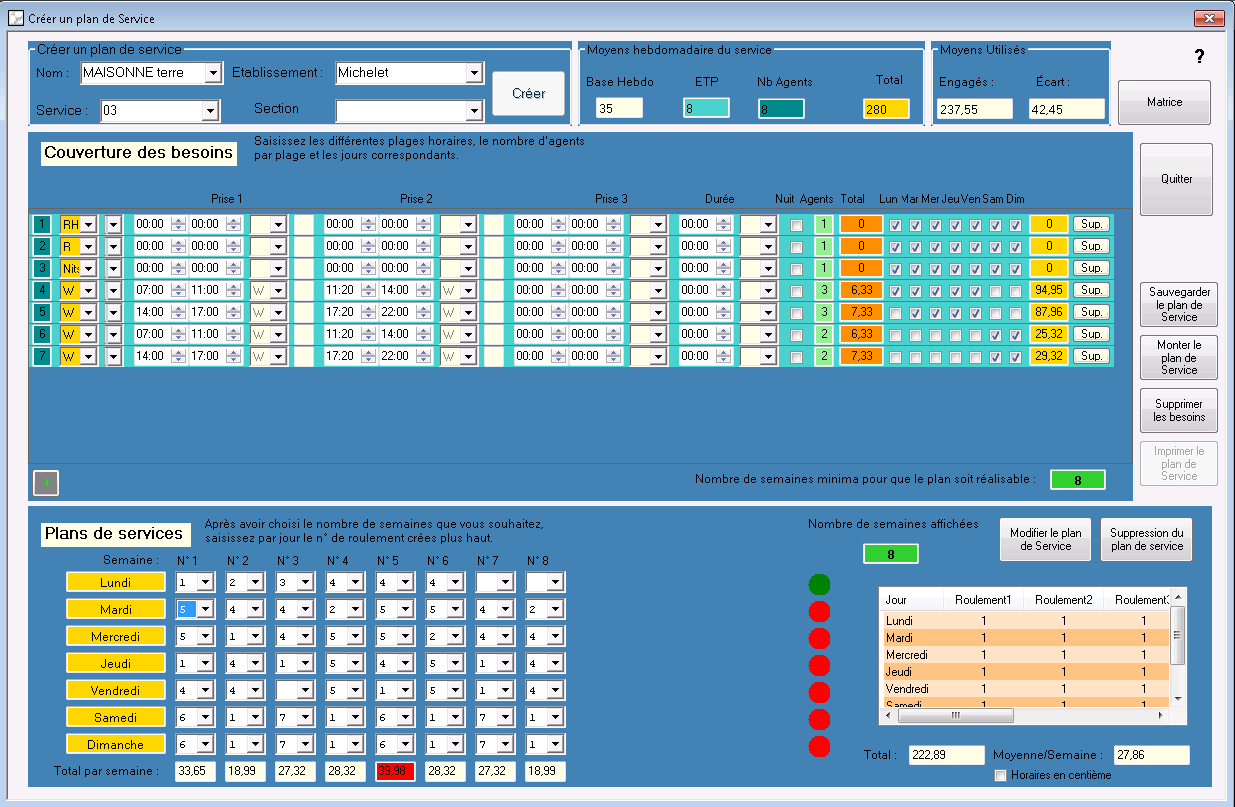 Créer un plan de Service
Créer un plan de service
Nom : MAISONNE terre Etablissement : Michelet
Service : 03 Section
Créer
Moyens hebdomadaire du service
Base Hebdo ETP Nb Agents Total
35 8 8 280
Moyens Utilisés
Engagés : Écart :
237,55 42,45
?
Matrice
Quitter
Sauvegarder
le plan de
Service
Monter le
plan de
Service
Supprimer
les besoins
Imprimer le
plan de
Service
Couverture des besoins
Saisissez les différentes plages horaires, le nombre d'agents
par plage et les jours correspondants.
Prise 1 Prise 2 Prise 3 Durée Nuit Agents Total Lun Mar Mer Jeu Ven Sam Dim
1 RH 00:00 00:00 00:00 00:00 00:00 00:00 00:00 1 0 0 Sup.
2 R 00:00 00:00 00:00 00:00 00:00 00:00 00:00 1 0 0 Sup.
3 Nits 00:00 00:00 00:00 00:00 00:00 00:00 00:00 1 0 0 Sup.
4 W 07:00 11:00 W 11:20 14:00 W 00:00 00:00 00:00 3 6,33 94,95 Sup.
5 W 14:00 17:00 W 17:20 22:00 W 00:00 00:00 00:00 3 7,33 87,96 Sup.
6 W 07:00 11:00 W 11:20 14:00 W 00:00 00:00 00:00 2 6,33 25,32 Sup.
7 W 14:00 17:00 W 17:20 22:00 W 00:00 00:00 00:00 2 7,33 29,32 Sup.
+
Nombre de semaines minima pour que le plan soit réalisable : 8
Plans de services
Après avoir choisi le nombre de semaines que vous souhaitez,
saisissez par jour le n° de roulement crées plus haut.
Semaine : N° 1 N° 2 N° 3 N° 4 N° 5 N° 6 N° 7 N° 8
Lundi 1 2 3 4 4 4
Mardi 5 4 4 2 5 5 4 2
Mercredi 5 1 4 5 5 2 4 4
Jeudi 1 4 1 5 4 5 1 4
Vendredi 4 4 5 1 5 1 4
Samedi 6 1 7 1 6 1 7 1
Dimanche 6 1 7 1 6 1 7 1
Total par semaine : 33,65 18,99 27,32 28,32 39,98 28,32 27,32 18,99
Nombre de semaines affichées
8
Modifier le plan
de Service
Suppression du
plan de service
Jour Roulement1 Roulement2 Roulement3
Lundi 1 1 1
Mardi 1 1 1
Mercredi 1 1 1
Jeudi 1 1 1
Vendredi 1 1 1
Samedi 1 1 1
Total : 222,89 Moyenne/Semaine : 27,86
Horaires en centième